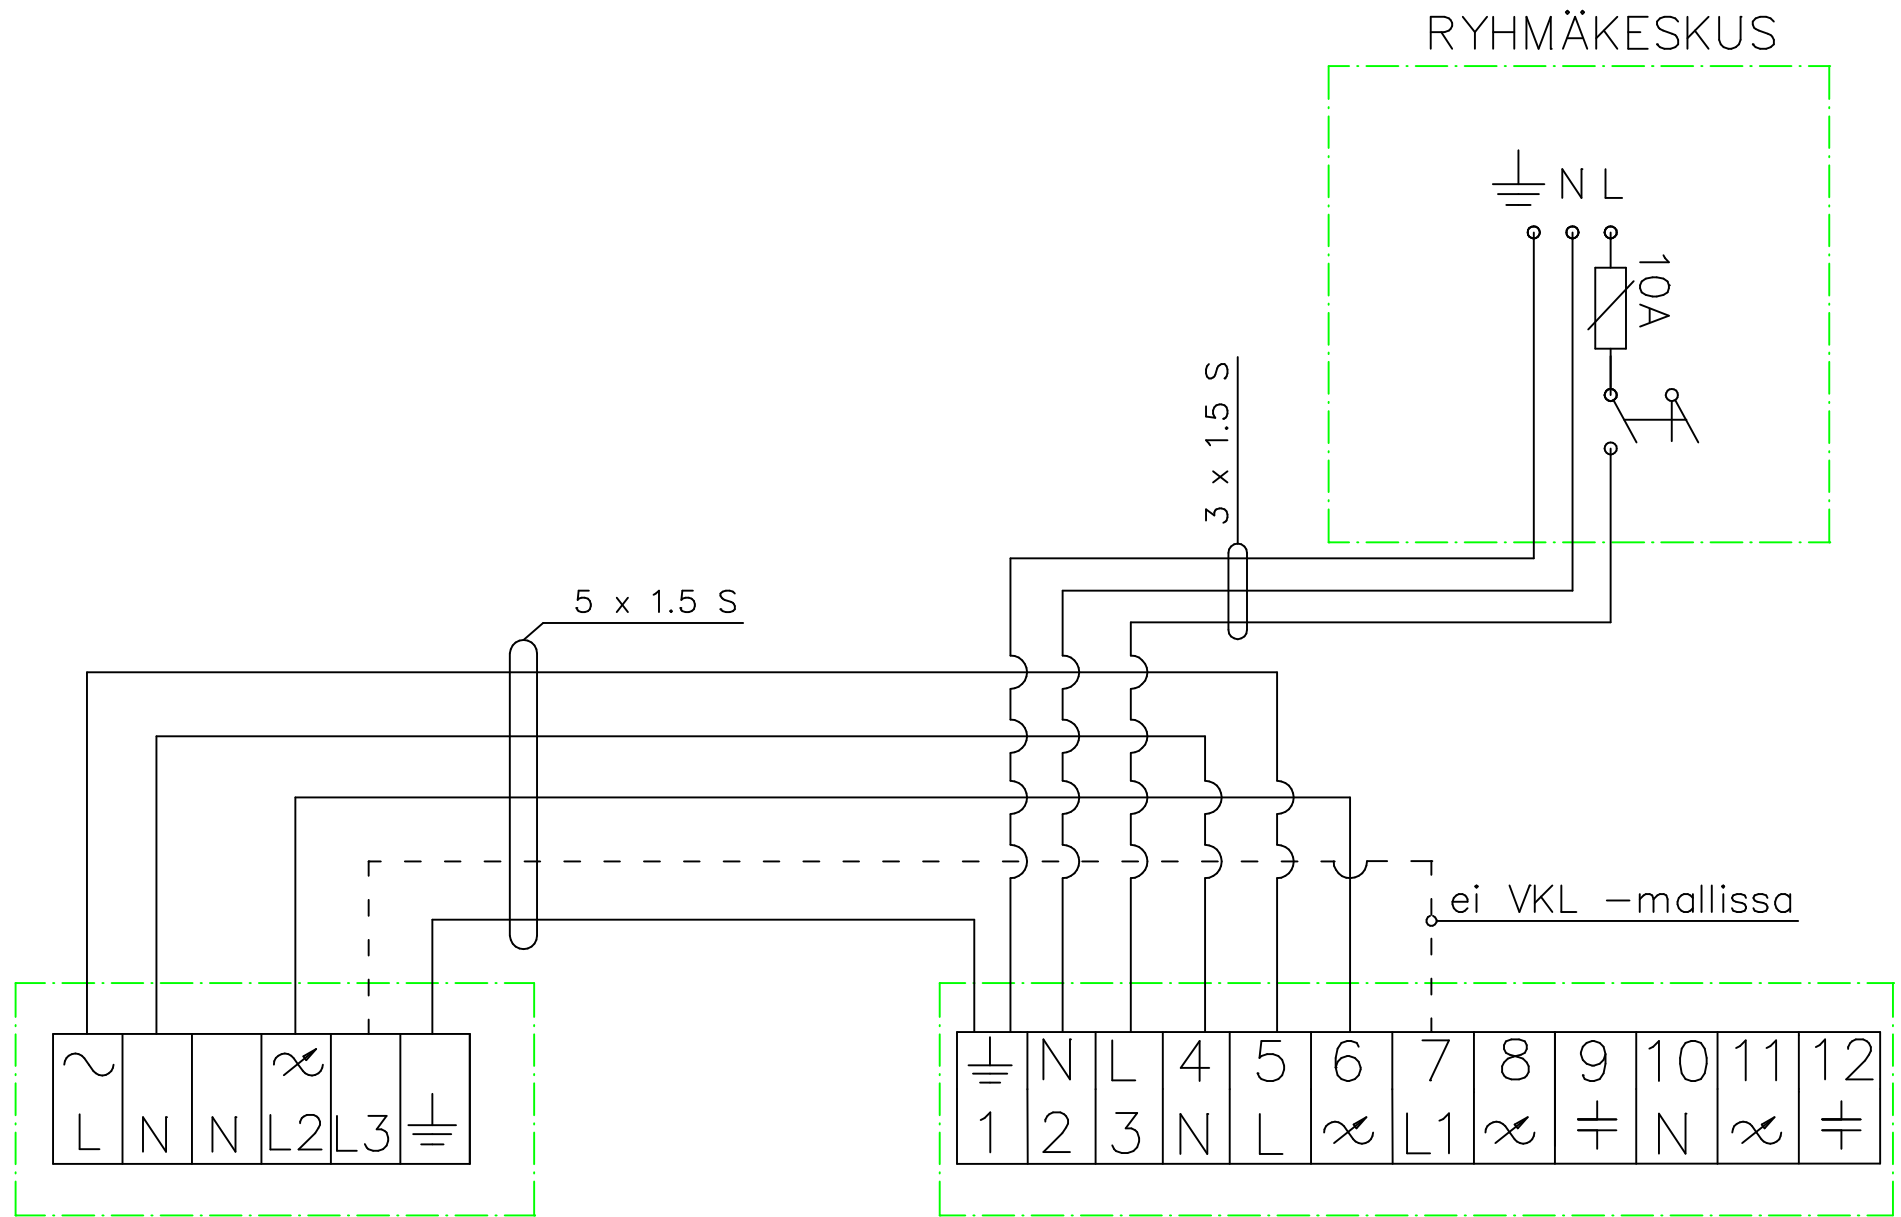 RYHMÄKESKUS
N L
10A
3 x 1.5 S
5 x 1.5 S
ei VKL -mallissa
L N N L2 L3
N L 4 5 6 7 8 9 10 11 12
1 2 3 N L L1 N